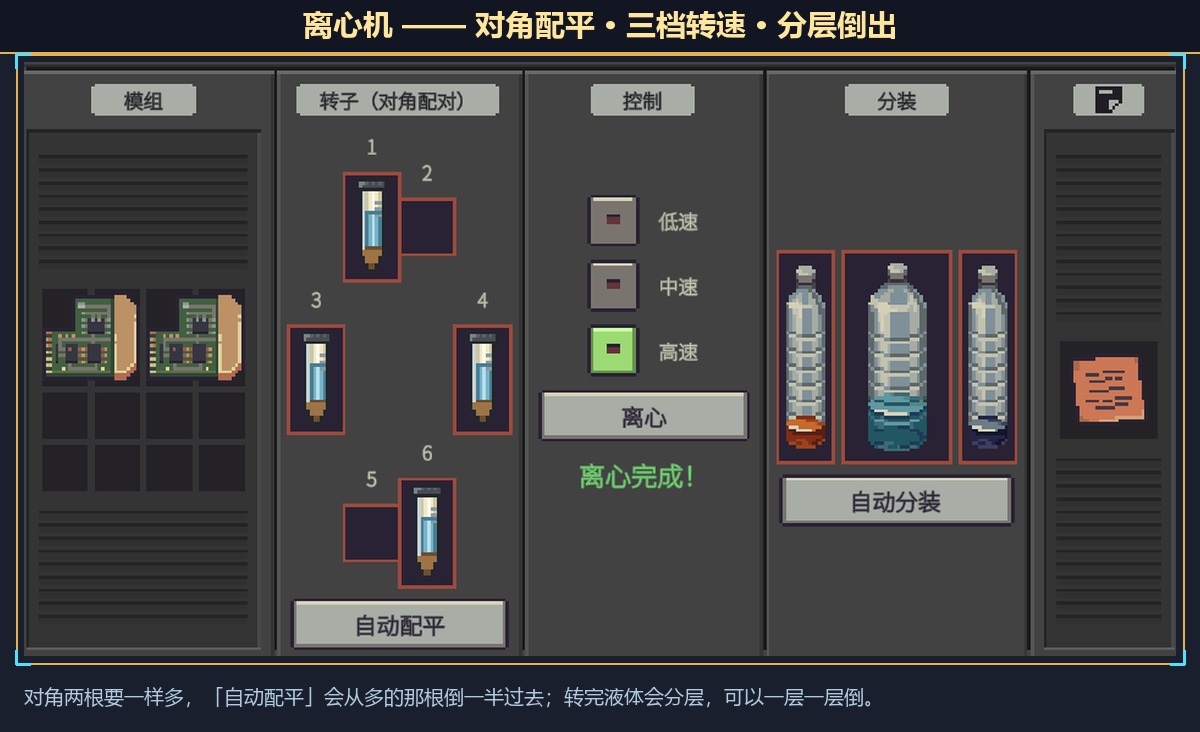 离心机 —— 对角配平 • 三档转速 • 分层倒出
模组
转子（对角配对）
控制
分装
1
2
3
4
5
6
低速
中速
高速
离心
离心完成！
自动配平
自动分装
对角两根要一样多，「自动配平」会从多的那根倒一半过去；转完液体会分层，可以一层一层倒。